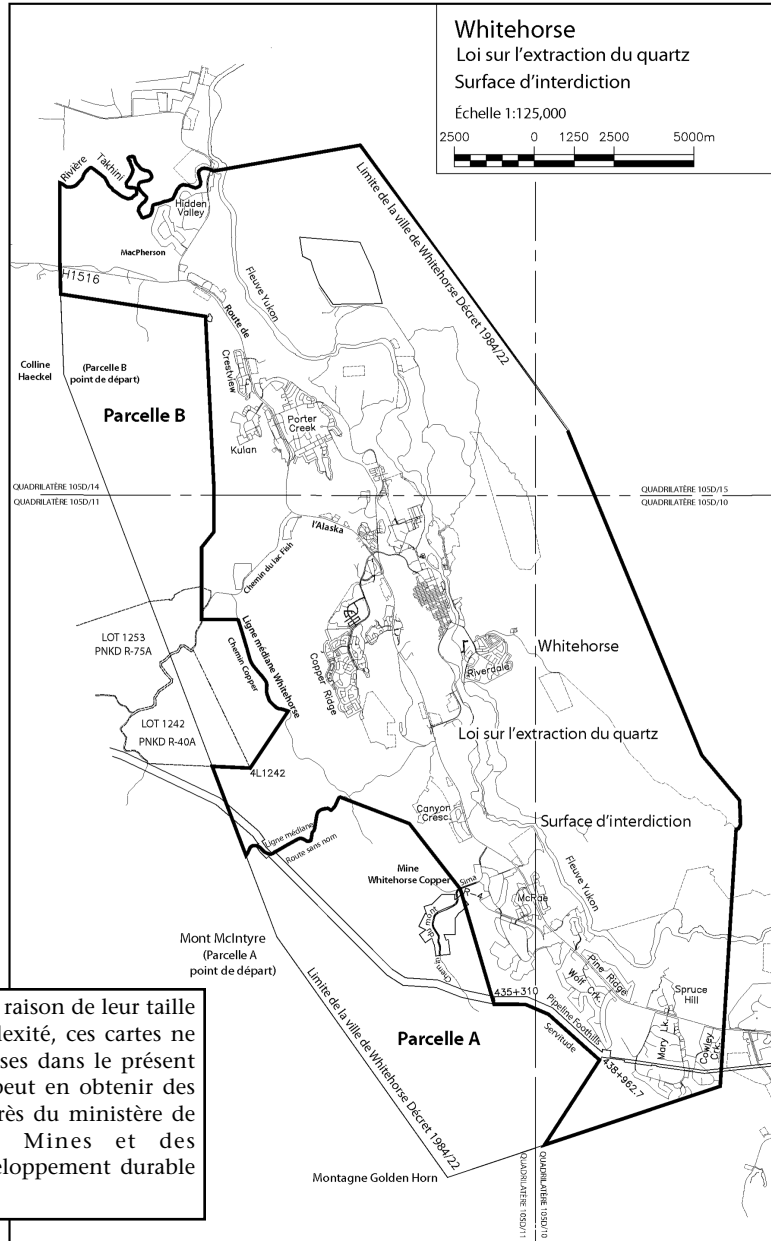 Whitehorse
Loi sur l'extraction du quartz
Surface d'interdiction
Échelle 1:125,000
2500 0 1250 2500 5000m
Rivière Takhini
Hidden
Valley
MacPherson
H1516
Limite de la ville de Whitehorse Décret 1984/22
Fleuve Yukon
Route de
Colline
Haeckel
(Parcelle B
point de départ)
Crestview
Parcelle B
Porter
Creek
Kulan
QUADRILATÈRE 105D/14
QUADRILATÈRE 105D/11
QUADRILATÈRE 105D/15
QUADRILATÈRE 105D/10
l'Alaska
Chemin du lac Fish
LOT 1253
PNKD R-75A
Ligne médiane Whitehorse
Chemin Copper
Copper Ridge
Whitehorse
Riverdale
LOT 1242
PNKD R-40A
Loi sur l'extraction du quartz
4L1242
Canyon
Cresc.
Surface d'interdiction
Ligne médiane
Route sans nom
Mine
Whitehorse Copper
Sima
R-4
McRae
Fleuve Yukon
Chemin du mont
Mont McIntyre
(Parcelle A
point de départ)
Pine Ridge
Wolf Crk.
435+310
Spruce
Hill
Pipeline Foothills
Servitude
Mary Lk.
Cowley
Crk.
Limite de la ville de Whitehorse Décret 1984/22
Parcelle A
438+962.7
raison de leur taille
lexité, ces cartes ne
ses dans le présent
peut en obtenir des
rès du ministère de
Mines et des
eloppement durable
Montagne Golden Horn
QUADRILATÈRE 105D/11
QUADRILATÈRE 105D/10